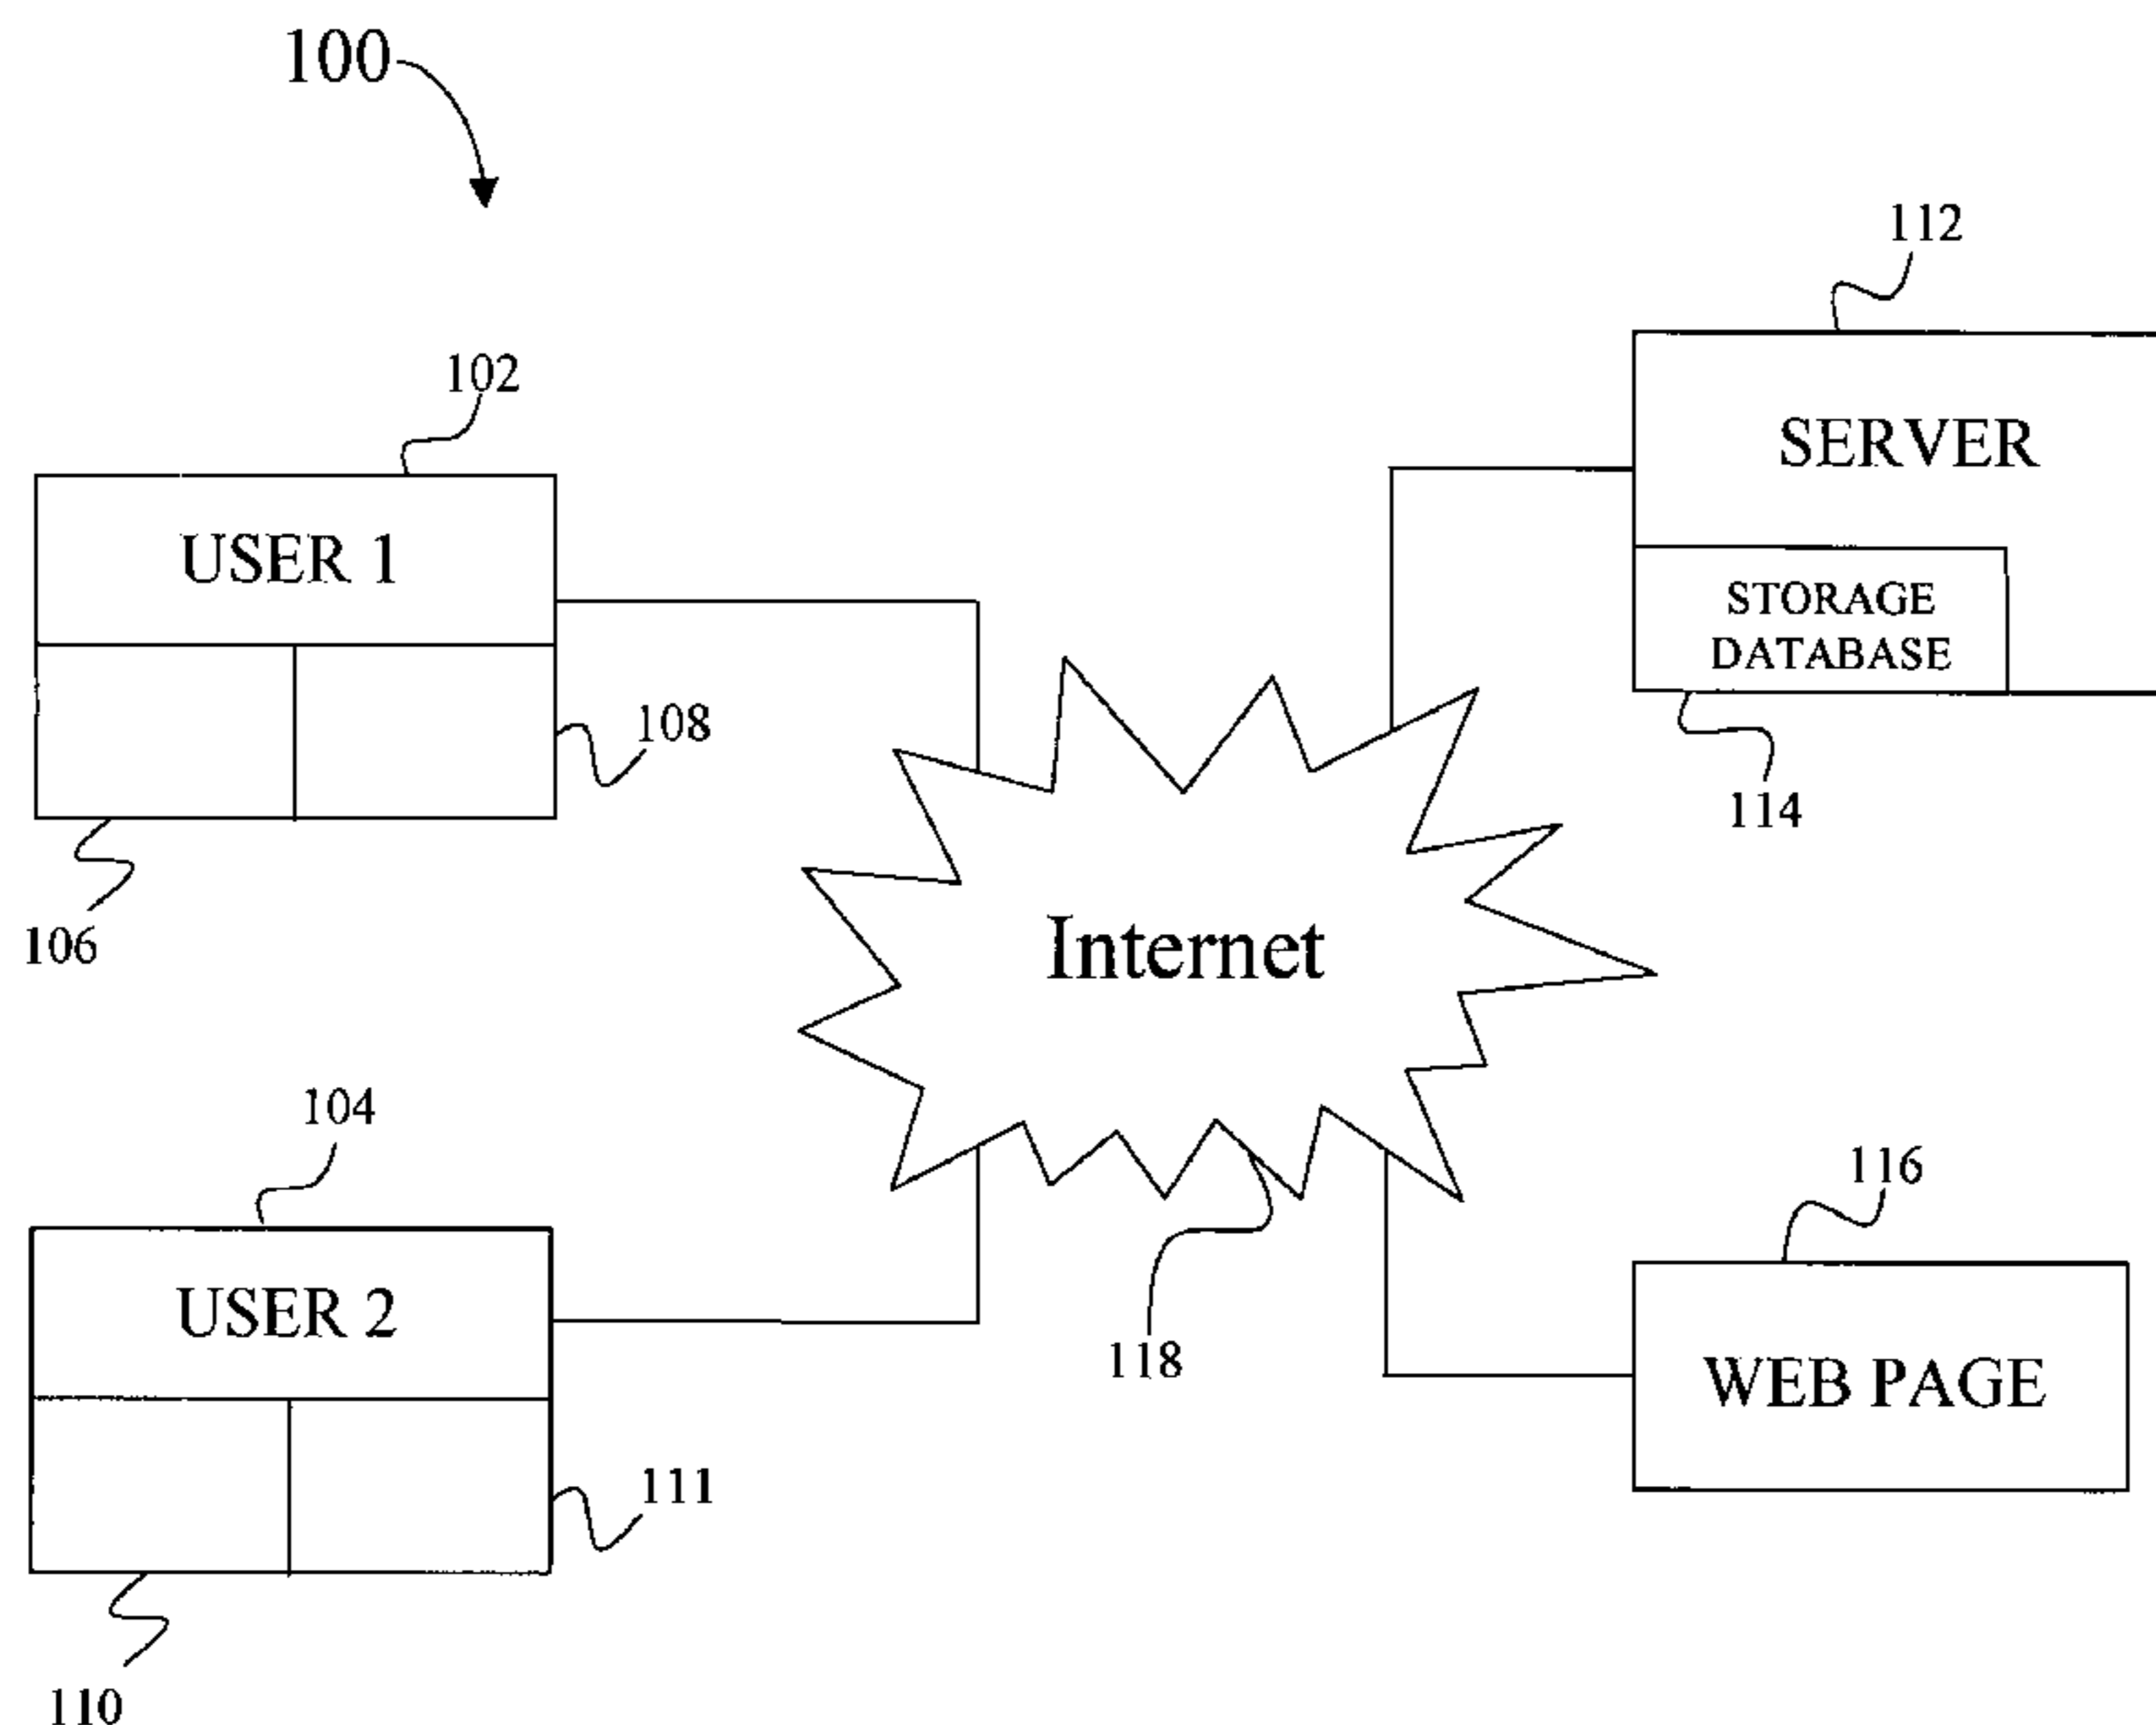 100
112
102
SERVER
USER 1
STORAGE
DATABASE
108
114
106
Internet
104
116
USER 2
118
WEB PAGE
111
110